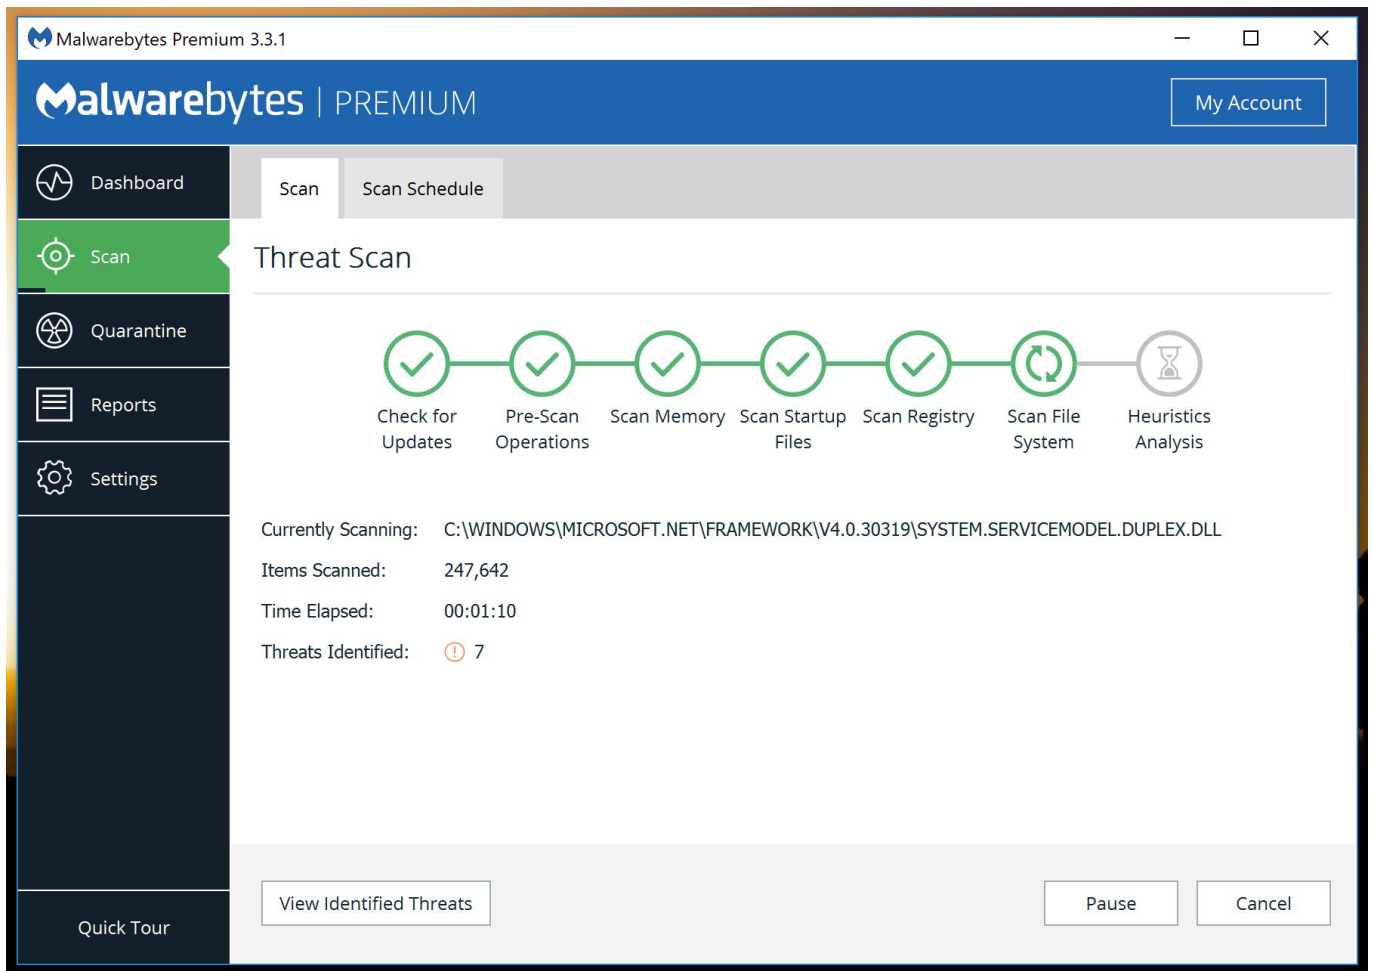 Malwarebytes Premium 3.3.1
Malwarebytes | PREMIUM
My Account
Dashboard
Scan
Quarantine
Reports
Settings
Quick Tour
Scan
Scan Schedule
Threat Scan
Check for
Updates
Pre-Scan
Operations
Scan Memory
Scan Startup
Files
Scan Registry
Scan File
System
Heuristics
Analysis
Currently Scanning: C:\WINDOWS\MICROSOFT.NET\FRAMEWORK\V4.0.30319\SYSTEM.SERVICEMODEL.DUPLEX.DLL
Items Scanned: 247,642
Time Elapsed: 00:01:10
Threats Identified: 7
View Identified Threats
Pause
Cancel